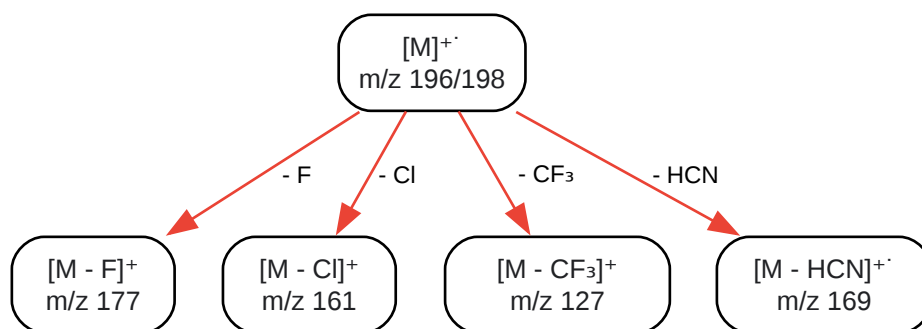 [M]⁺˙
m/z 196/198
- F
- Cl
- CF₃
- HCN
[M - F]⁺
m/z 177
[M - Cl]⁺
m/z 161
[M - CF₃]⁺
m/z 127
[M - HCN]⁺˙
m/z 169